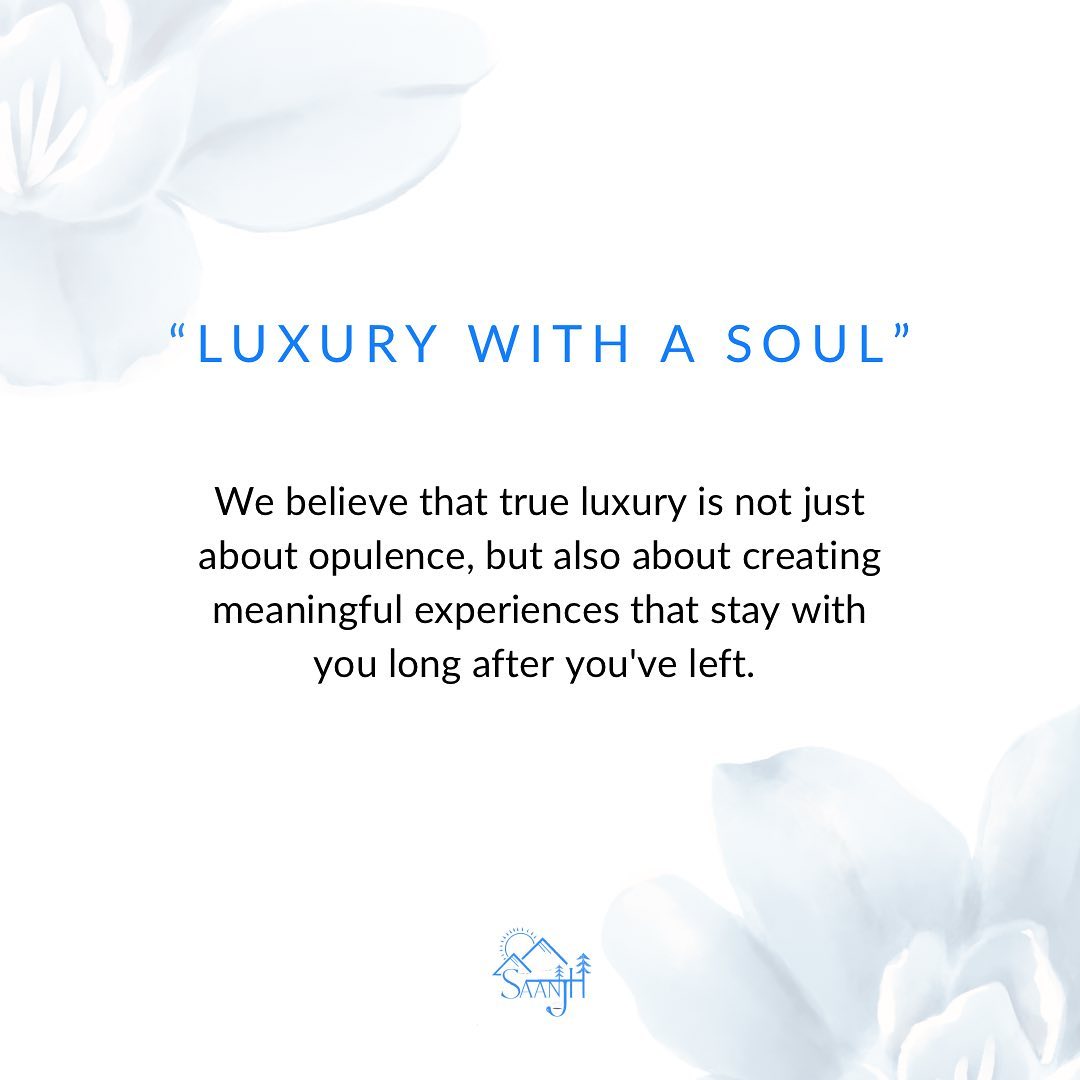 “LUXURY WITH A SOUL”
We believe that true luxury is not just
about opulence, but also about creating
meaningful experiences that stay with
you long after you've left.
SAANJH